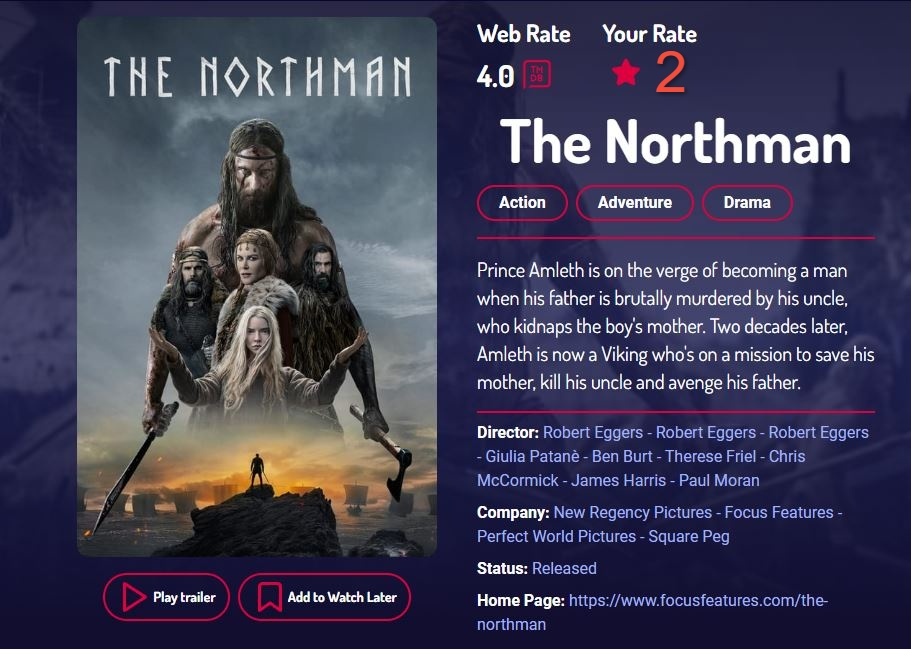 THE NORTHMAN
Play trailer
Add to Watch Later
Web Rate
Your Rate
4.0
TM
DB
2
The Northman
Action
Adventure
Drama
Prince Amleth is on the verge of becoming a man
when his father is brutally murdered by his uncle,
who kidnaps the boy's mother. Two decades later,
Amleth is now a Viking who's on a mission to save his
mother, kill his uncle and avenge his father.
Director: Robert Eggers - Robert Eggers - Robert Eggers
- Giulia Patanè - Ben Burt - Therese Friel - Chris
McCormick - James Harris - Paul Moran
Company: New Regency Pictures - Focus Features -
Perfect World Pictures - Square Peg
Status: Released
Home Page: https://www.focusfeatures.com/the-
northman